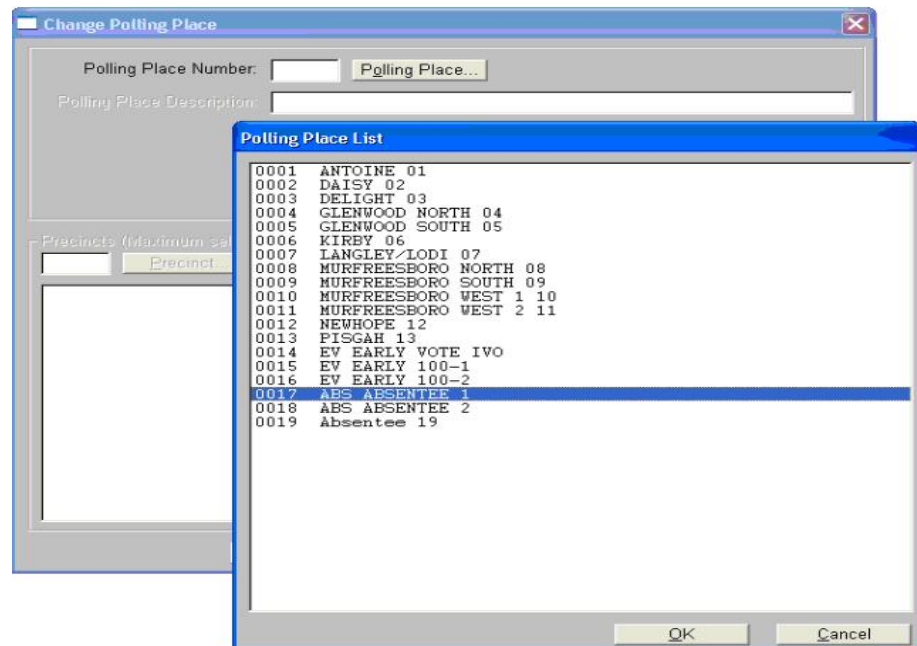 Change Polling Place
Polling Place Number:
Polling Place...
Polling Place Description:
Polling Place List
0001 ANTOINE 01
0002 DAISY 02
0003 DELIGHT 03
0004 GLENWOOD NORTH 04
0005 GLENWOOD SOUTH 05
0006 KIRBY 06
0007 LANGLEY/LODI 07
0008 MURFREESBORO NORTH 08
0009 MURFREESBORO SOUTH 09
0010 MURFREESBORO WEST 1 10
0011 MURFREESBORO WEST 2 11
0012 NEWHOPE 12
0013 PISGAH 13
0014 EV EARLY VOTE IVO
0015 EV EARLY 100-1
0016 EV EARLY 100-2
0017 ABS ABSENTEE 1
0018 ABS ABSENTEE 2
0019 Absentee 19
Precincts (Maximum sel
Precinct...
OK
Cancel